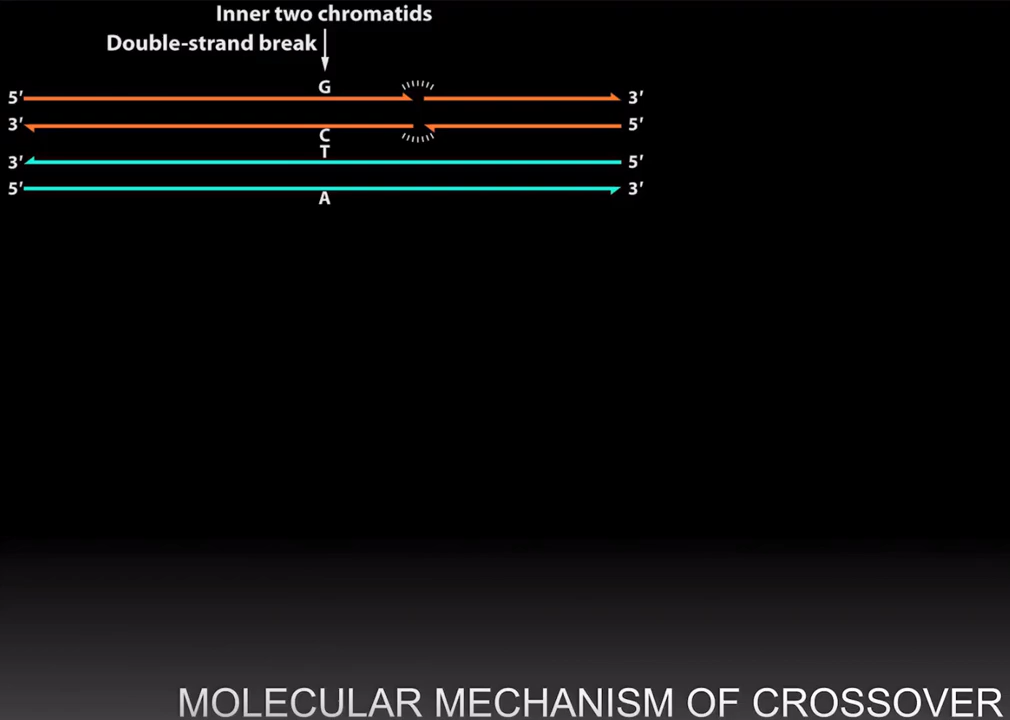 Inner two chromatids
Double-strand break
G
5′ 3′
3′ 5′
C
T
3′ 5′
5′ 3′
A
MOLECULAR MECHANISM OF CROSSOVER